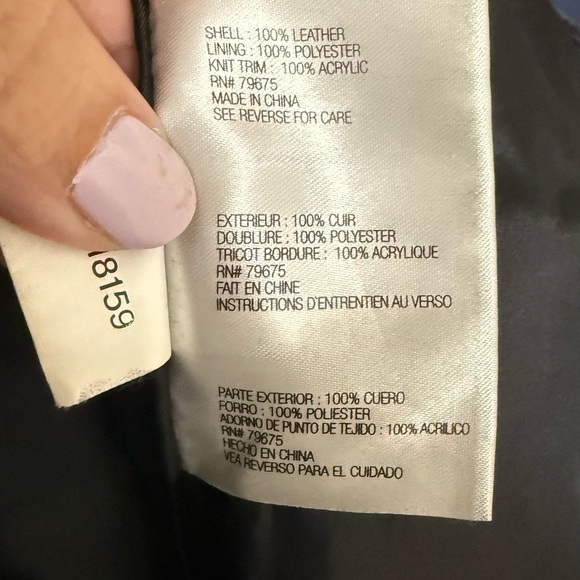 SHELL : 100% LEATHER
LINING : 100% POLYESTER
KNIT TRIM : 100% ACRYLIC
RN# 79675
MADE IN CHINA
SEE REVERSE FOR CARE
EXTERIEUR : 100% CUIR
DOUBLURE : 100% POLYESTER
TRICOT BORDURE : 100% ACRYLIQUE
RN# 79675
FAIT EN CHINE
INSTRUCTIONS D'ENTRENTIEN AU VERSO
PARTE EXTERIOR : 100% CUERO
FORRO : 100% POLIESTER
ADORNO DE PUNTO DE TEJIDO : 100% ACRILICO
RN# 79675
HECHO EN CHINA
VEA REVERSO PARA EL CUIDADO
8159